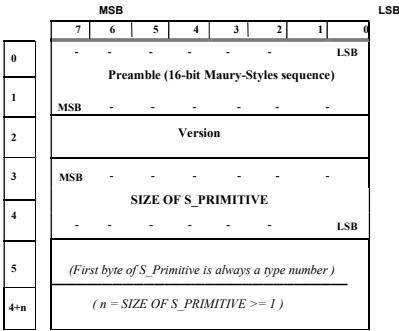 MSB LSB
7 6 5 4 3 2 1 0
0 - - - - - - LSB
Preamble (16-bit Maury-Styles sequence)
1 MSB - - - - - -
2 Version
3 MSB - - - - - -
SIZE OF S_PRIMITIVE
4
- - - - - - LSB
5 (First byte of S_Primitive is always a type number )
4+n ( n = SIZE OF S_PRIMITIVE >= 1 )